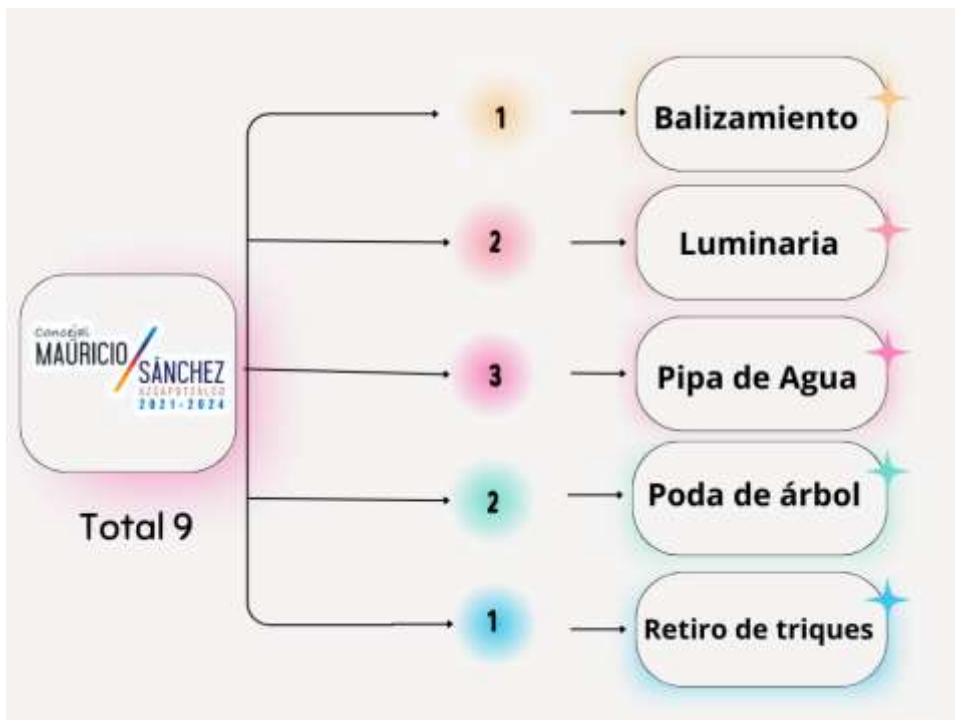 1
Balizamiento
2
Luminaria
Concejal
MAURICIO
SÁNCHEZ
AZCAPOTZALCO
2021-2024
Total 9
3
Pipa de Agua
2
Poda de árbol
1
Retiro de triques